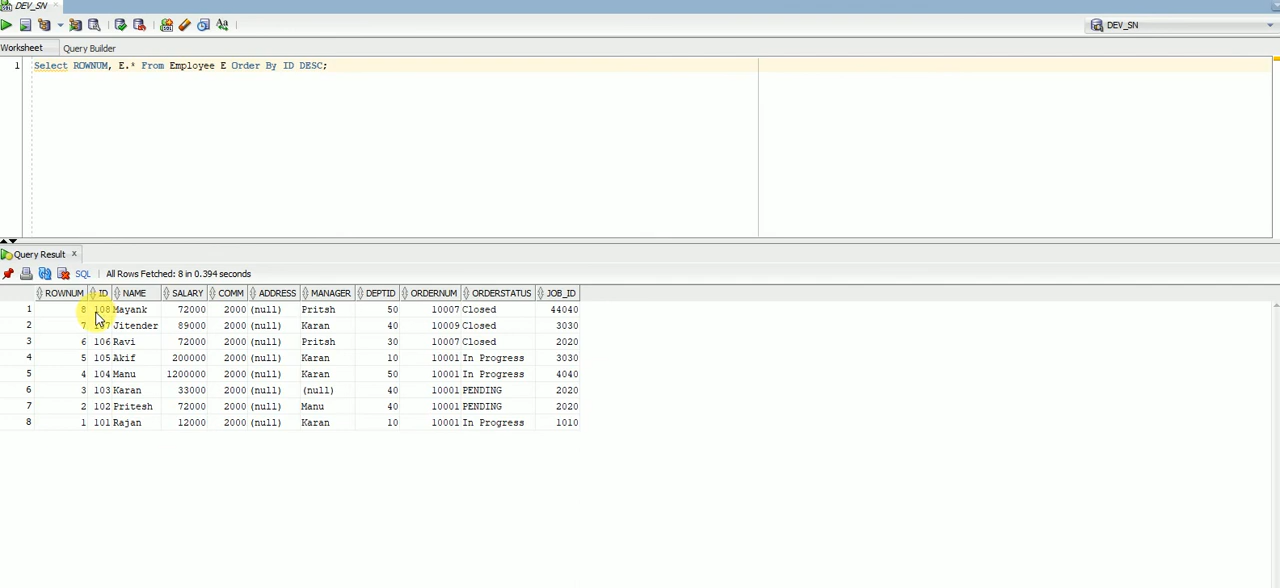 DEV_SN
DEV_SN
Worksheet Query Builder
1 Select ROWNUM, E.* From Employee E Order By ID DESC;
Query Result
SQL All Rows Fetched: 8 in 0.394 seconds
ROWNUM ID NAME SALARY COMM ADDRESS MANAGER DEPTID ORDERNUM ORDERSTATUS JOB_ID
1 8 108 Mayank 72000 2000 (null) Pritsh 50 10007 Closed 44040
2 7 107 Jitender 89000 2000 (null) Karan 40 10009 Closed 3030
3 6 106 Ravi 72000 2000 (null) Pritsh 30 10007 Closed 2020
4 5 105 Akif 200000 2000 (null) Karan 10 10001 In Progress 3030
5 4 104 Manu 1200000 2000 (null) Karan 50 10001 In Progress 4040
6 3 103 Karan 33000 2000 (null) (null) 40 10001 PENDING 2020
7 2 102 Pritesh 72000 2000 (null) Manu 40 10001 PENDING 2020
8 1 101 Rajan 12000 2000 (null) Karan 10 10001 In Progress 1010